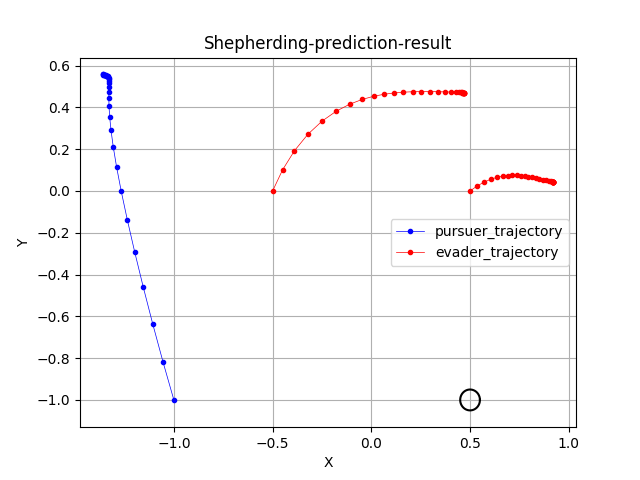 Shepherding-prediction-result
0.6
0.4
0.2
0.0
−0.2
−0.4
−0.6
−0.8
−1.0
Y
pursuer_trajectory
evader_trajectory
−1.0 −0.5 0.0 0.5 1.0
X